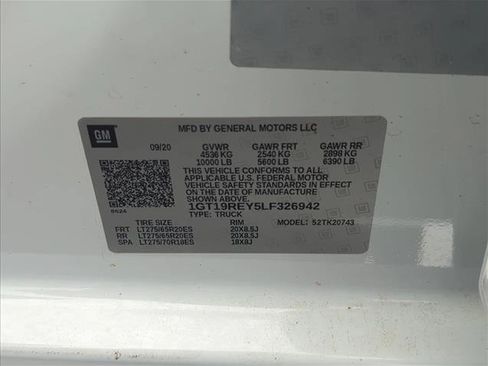 GM
MFD BY GENERAL MOTORS LLC
09/20 GVWR GAWR FRT GAWR RR
4536 KG 2540 KG 2898 KG
10000 LB 5600 LB 6390 LB
THIS VEHICLE CONFORMS TO ALL
APPLICABLE U.S. FEDERAL MOTOR
VEHICLE SAFETY STANDARDS IN EFFECT
ON THE DATE OF MANUFACTURE
SHOWN ABOVE.
1GT19REY5LF326942
TYPE: TRUCK MODEL: 52TK20743
TIRE SIZE RIM
FRT LT275/65R20ES 20X8.5J
RR LT275/65R20ES 20X8.5J
SPA LT275/70R18ES 18X8J